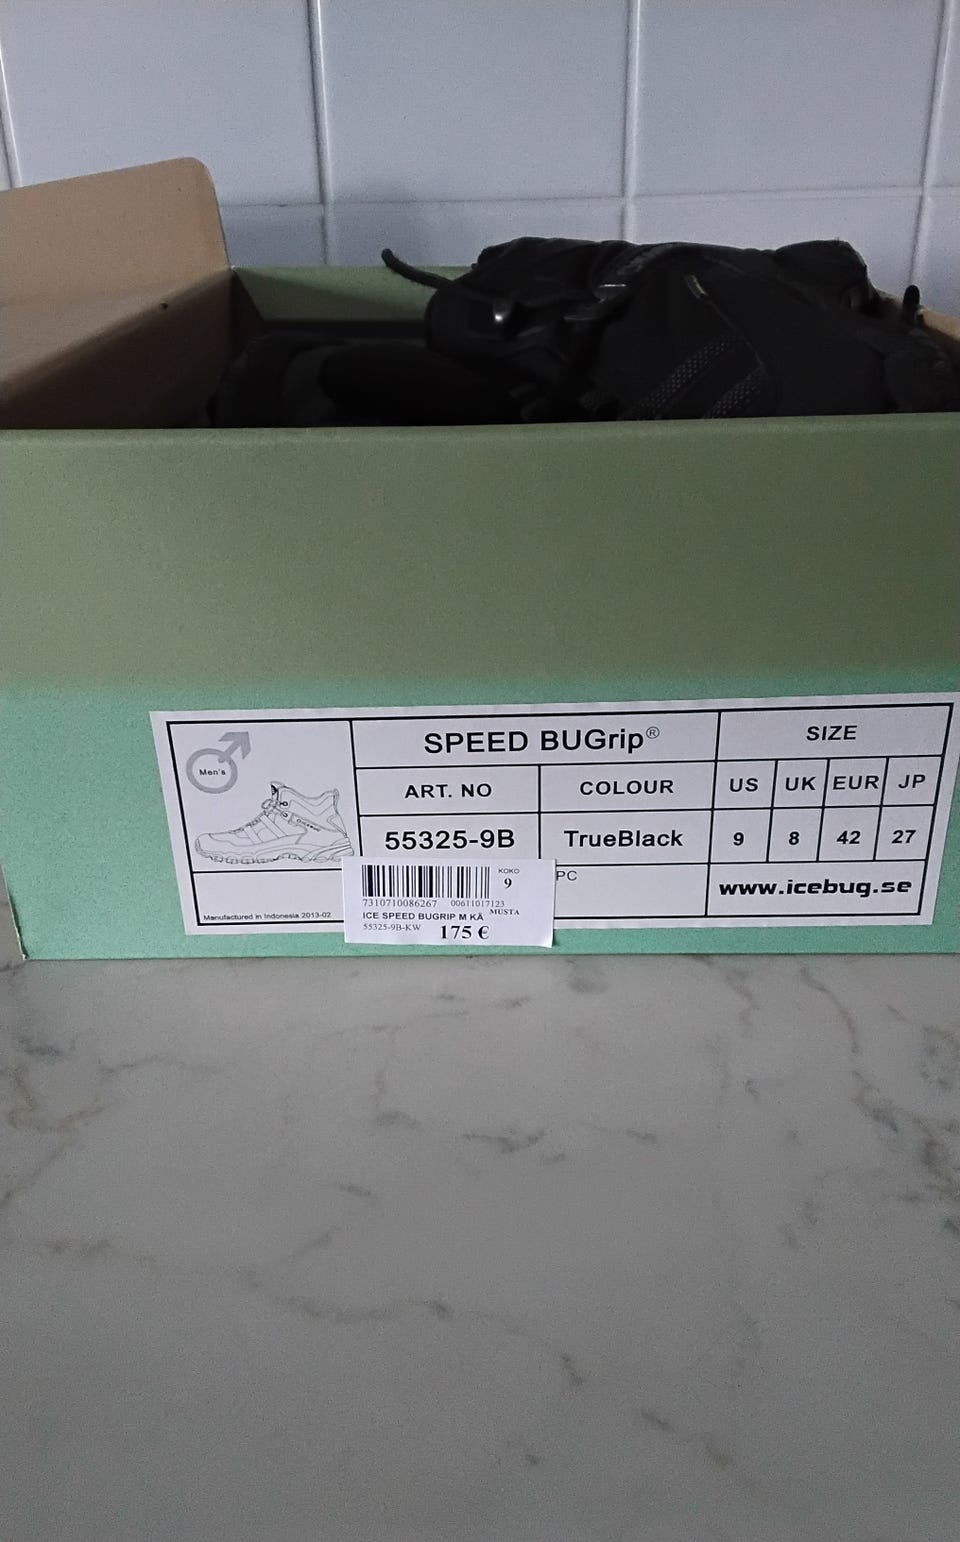 SPEED BUGrip®
SIZE
Men's
ART. NO
COLOUR
US
UK
EUR
JP
55325-9B
TrueBlack
9
8
42
27
PC
www.icebug.se
Manufactured in Indonesia 2013-02
KOKO
9
7310710086267 00611017123
ICE SPEED BUGRIP M KÄ MUSTA
55325-9B-KW 175 €